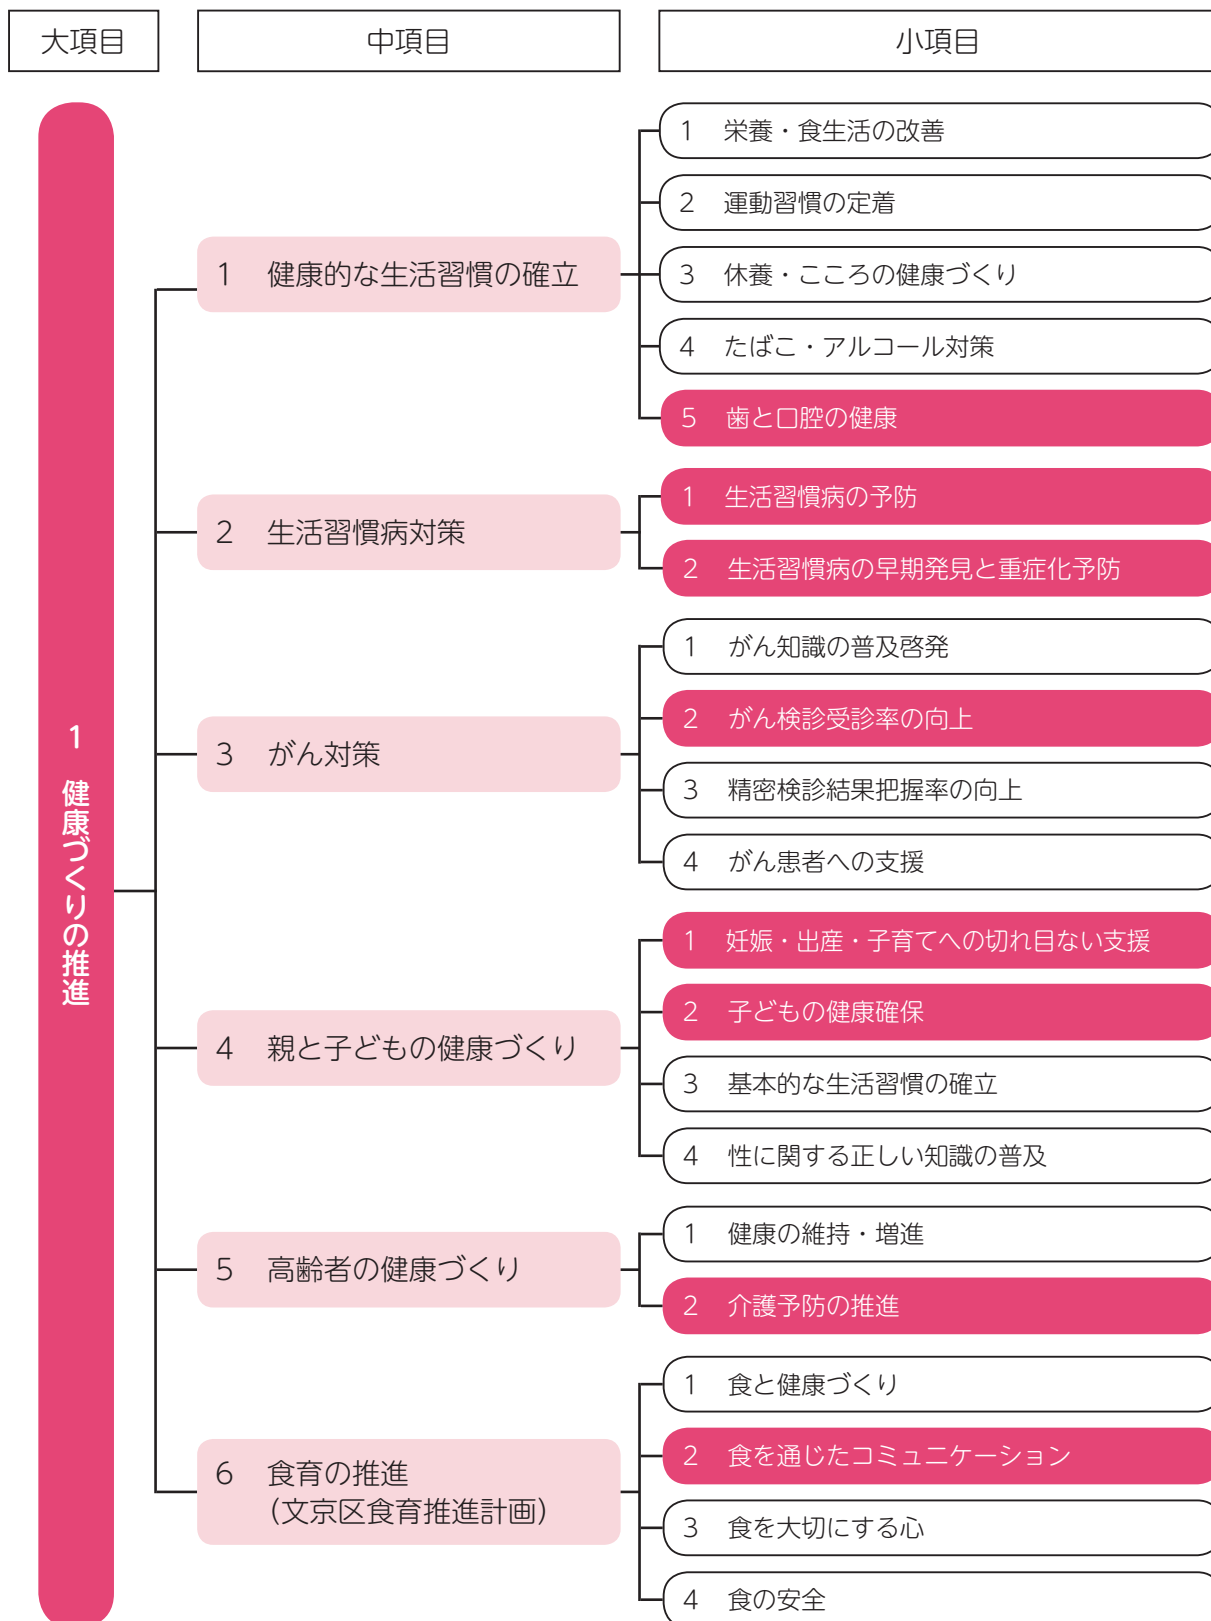 大項目
中項目
小項目
1 健康づくりの推進
1 健康的な生活習慣の確立
1 栄養・食生活の改善
2 運動習慣の定着
3 休養・こころの健康づくり
4 たばこ・アルコール対策
5 歯と口腔の健康
2 生活習慣病対策
1 生活習慣病の予防
2 生活習慣病の早期発見と重症化予防
3 がん対策
1 がん知識の普及啓発
2 がん検診受診率の向上
3 精密検診結果把握率の向上
4 がん患者への支援
4 親と子どもの健康づくり
1 妊娠・出産・子育てへの切れ目ない支援
2 子どもの健康確保
3 基本的な生活習慣の確立
4 性に関する正しい知識の普及
5 高齢者の健康づくり
1 健康の維持・増進
2 介護予防の推進
6 食育の推進
(文京区食育推進計画)
1 食と健康づくり
2 食を通じたコミュニケーション
3 食を大切にする心
4 食の安全